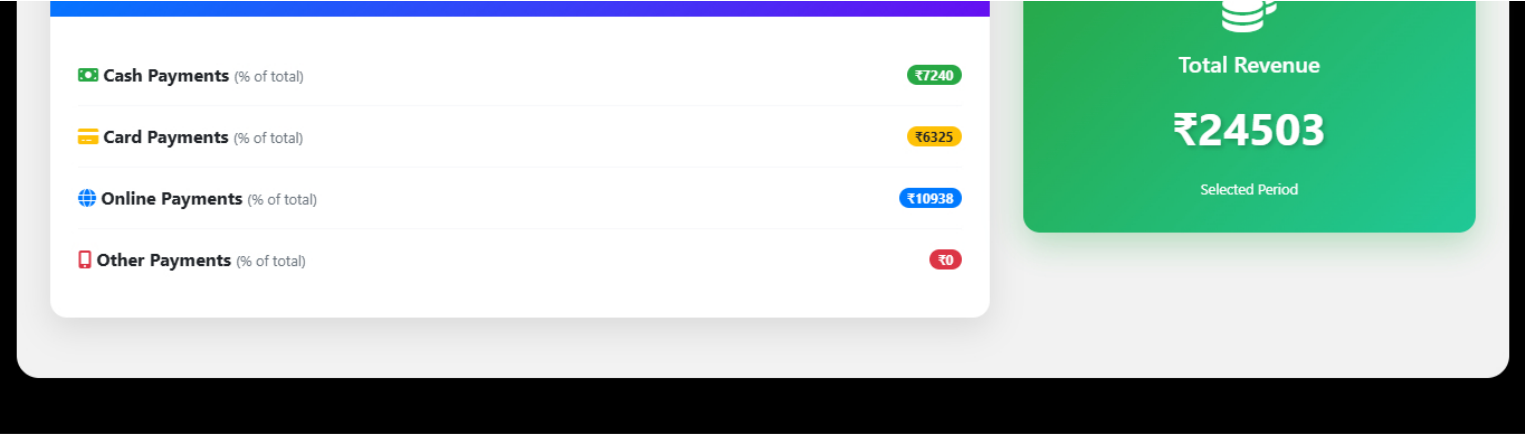 Cash Payments (% of total) ₹7240
Card Payments (% of total) ₹6325
Online Payments (% of total) ₹10938
Other Payments (% of total) ₹0
Total Revenue
₹24503
Selected Period